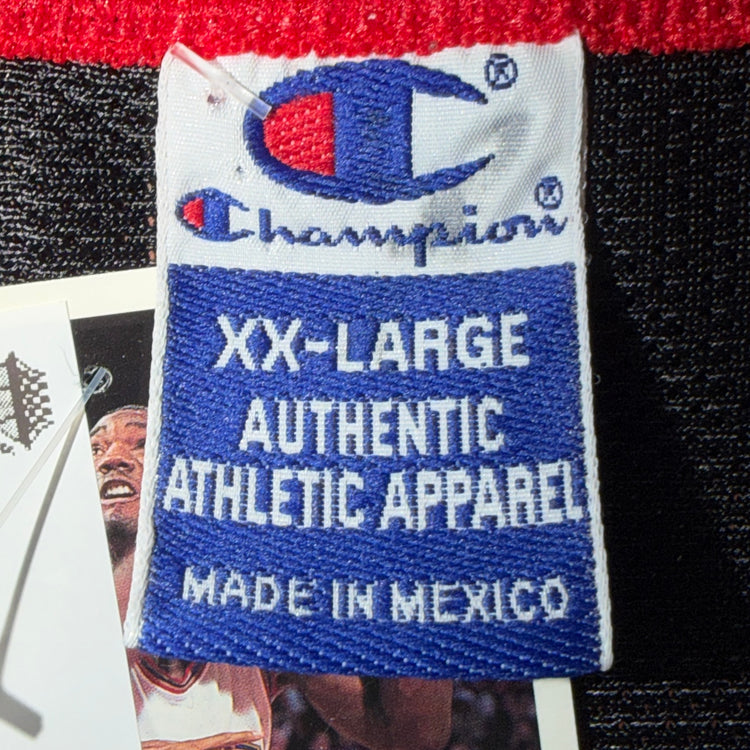 ®
Champion®
XX-LARGE
AUTHENTIC
ATHLETIC APPAREL
MADE IN MEXICO